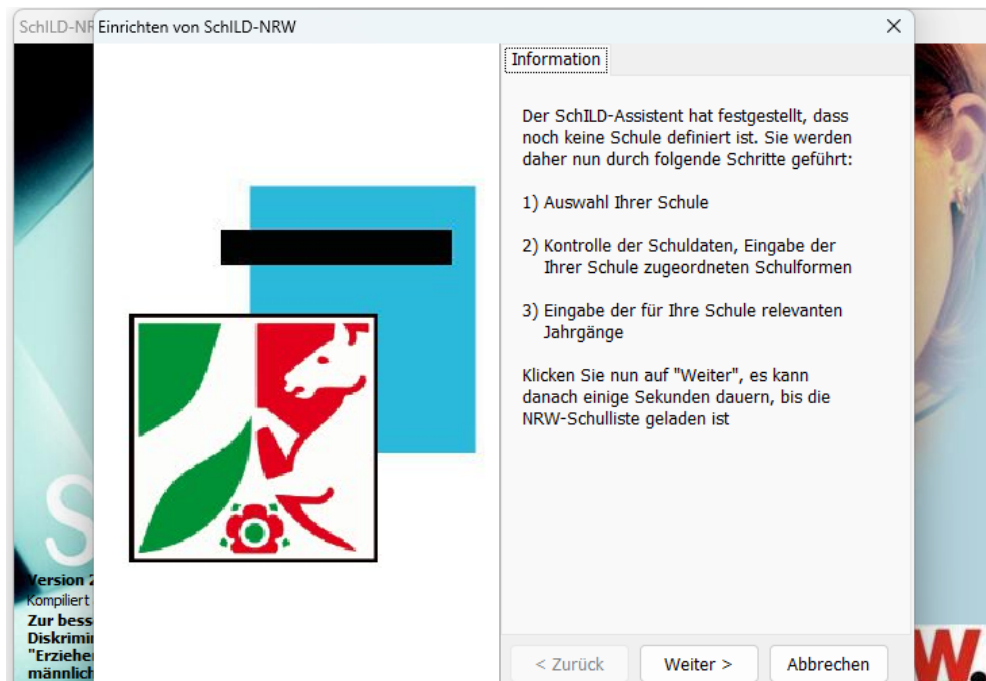 SchILD-NR
Einrichten von SchILD-NRW
Information
Der SchILD-Assistent hat festgestellt, dass
noch keine Schule definiert ist. Sie werden
daher nun durch folgende Schritte geführt:
1) Auswahl Ihrer Schule
2) Kontrolle der Schuldaten, Eingabe der
Ihrer Schule zugeordneten Schulformen
3) Eingabe der für Ihre Schule relevanten
Jahrgänge
Klicken Sie nun auf "Weiter", es kann
danach einige Sekunden dauern, bis die
NRW-Schulliste geladen ist
S
Version 2
Kompiliert
Zur bess
Diskrimi
"Erziehe
männlich
< Zurück
Weiter >
Abbrechen
W.